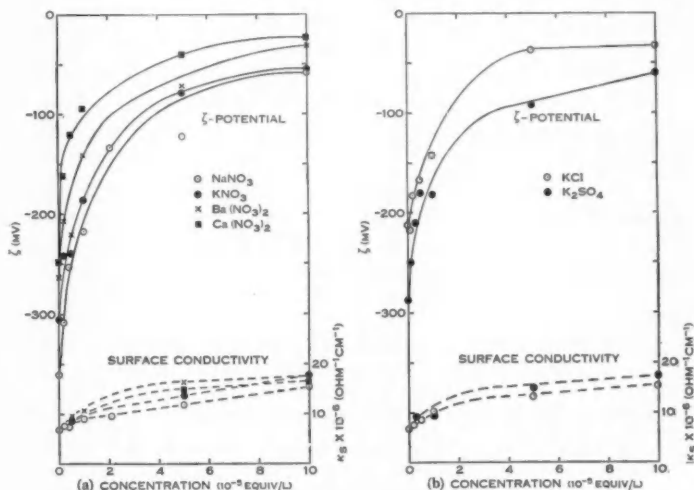 0
-100
-200
-300
ζ (MV)
ζ-POTENTIAL
NaNO₃
KNO₃
Ba(NO₃)₂
Ca(NO₃)₂
SURFACE CONDUCTIVITY
20
10
κs X 10⁻⁶ (OHM⁻¹CM⁻¹)
0 2 4 6 8 10
(a) CONCENTRATION (10⁻⁵ EQUIV/L)
0
-100
-200
-300
ζ (MV)
ζ-POTENTIAL
KCl
K₂SO₄
SURFACE CONDUCTIVITY
20
10
κs X 10⁻⁶ (OHM⁻¹CM⁻¹)
0 2 4 6 8 10
(b) CONCENTRATION (10⁻⁵ EQUIV/L)